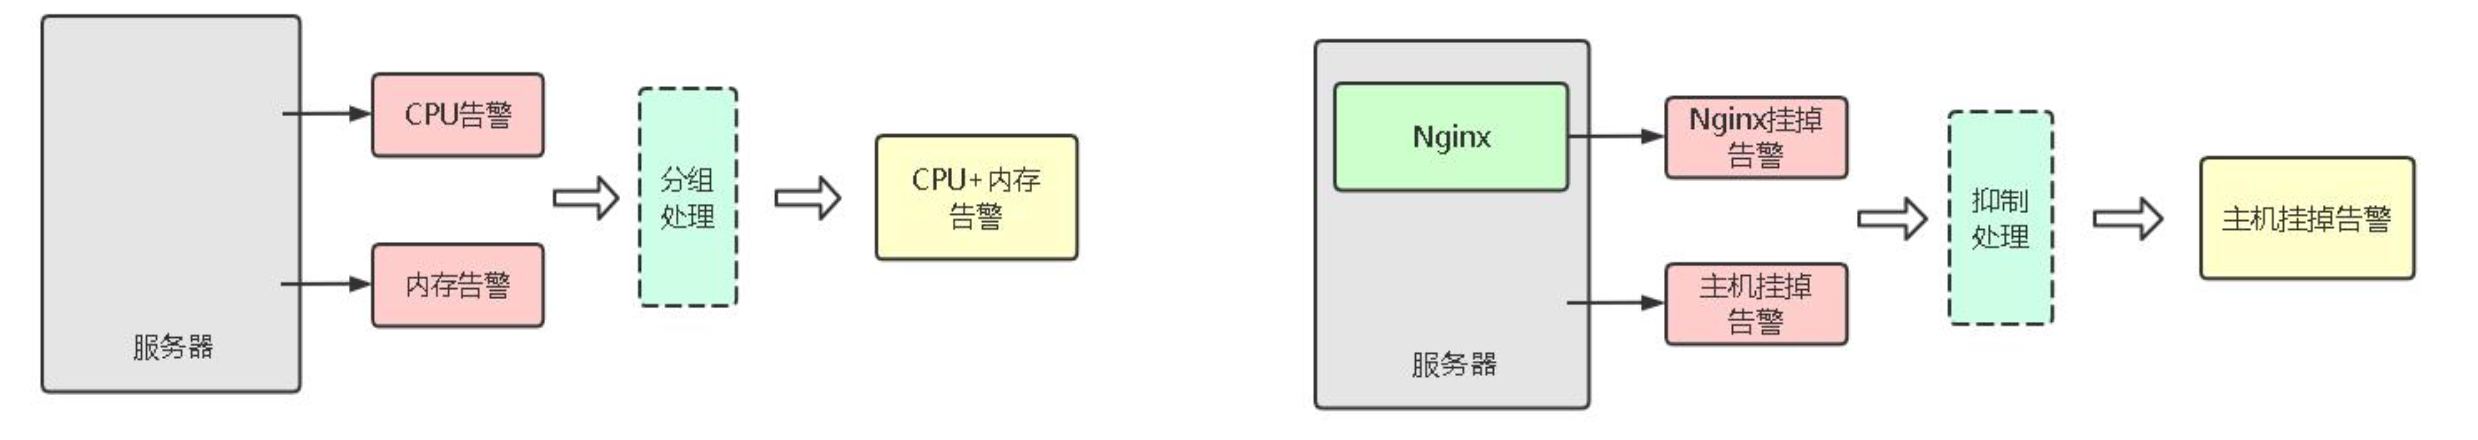 CPU告警
内存告警
服务器
分组
处理
CPU+内存
告警
Nginx
服务器
Nginx挂掉
告警
主机挂掉
告警
抑制
处理
主机挂掉告警